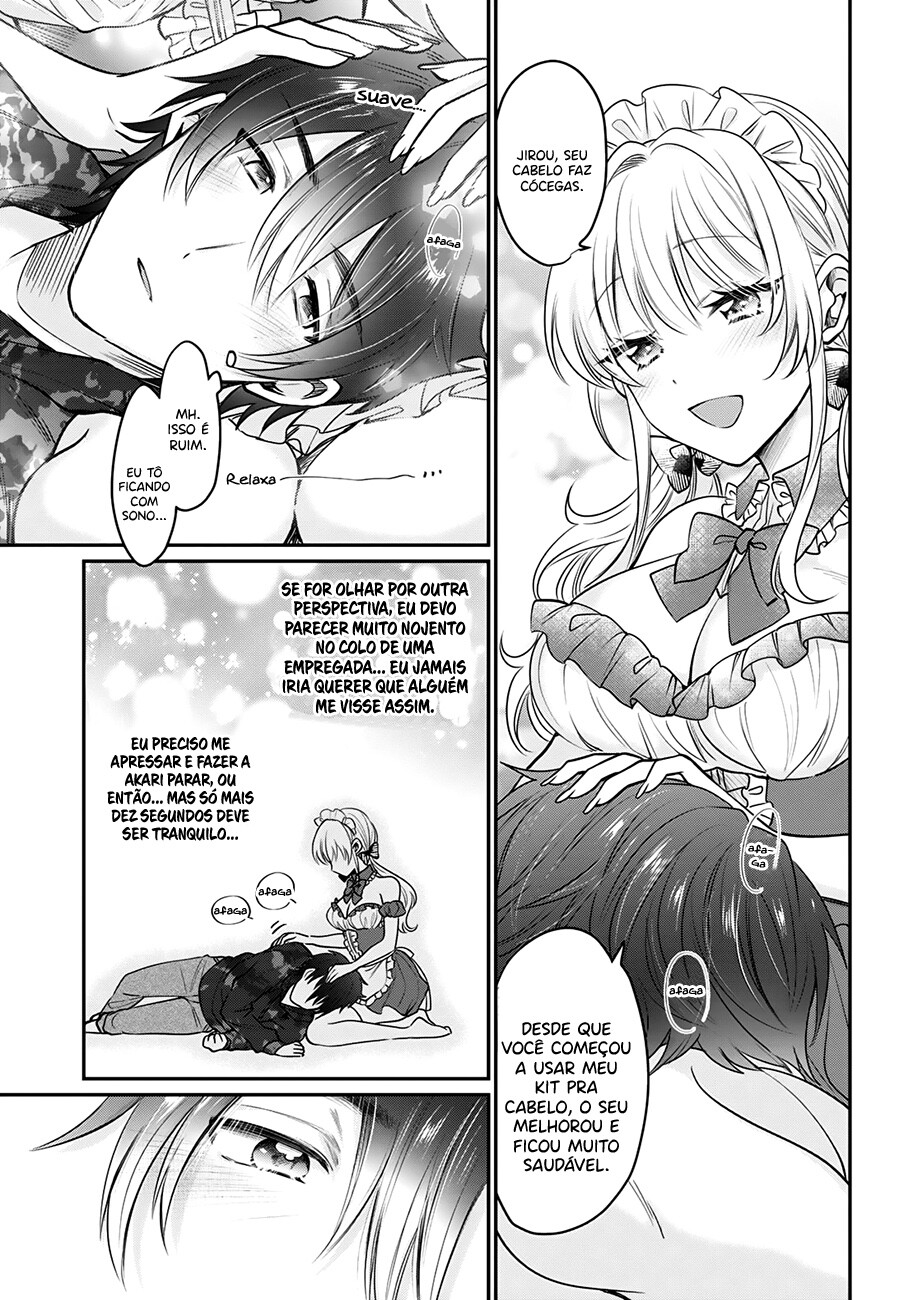 JIROU, SEU
CABELO FAZ
CÓCEGAS.
afa-
Ga
afaGa
DESDE QUE
VOCÊ COMEÇOU
A USAR MEU
KIT PRA
CABELO, O SEU
MELHOROU E
FICOU MUITO
SAUDÁVEL.
suave....
afaGa
MH.
ISSO É
RUIM.
EU TÔ
FICANDO
COM
SONO...
Relaxa
...
SE FOR OLHAR POR OUTRA
PERSPECTIVA, EU DEVO
PARECER MUITO NOJENTO
NO COLO DE UMA
EMPREGADA... EU JAMAIS
IRIA QUERER QUE ALGUÉM
ME VISSE ASSIM.
EU PRECISO ME
APRESSAR E FAZER A
AKARI PARAR, OU
ENTÃO... MAS SÓ MAIS
DEZ SEGUNDOS DEVE
SER TRANQUILO...
afaGa
afaGa